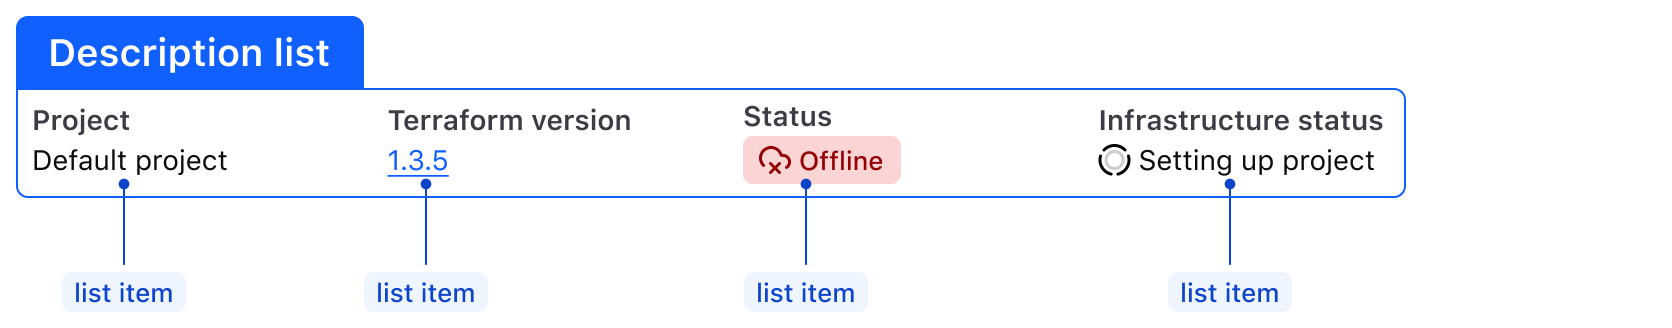 Description list
Project
Default project
Terraform version
1.3.5
Status
Offline
Infrastructure status
Setting up project
list item
list item
list item
list item